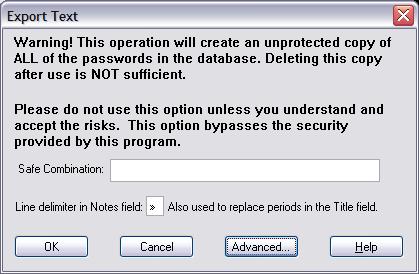 Export Text
Warning! This operation will create an unprotected copy of
ALL of the passwords in the database. Deleting this copy
after use is NOT sufficient.
Please do not use this option unless you understand and
accept the risks. This option bypasses the security
provided by this program.
Safe Combination:
Line delimiter in Notes field: » Also used to replace periods in the Title field.
OK Cancel Advanced... Help